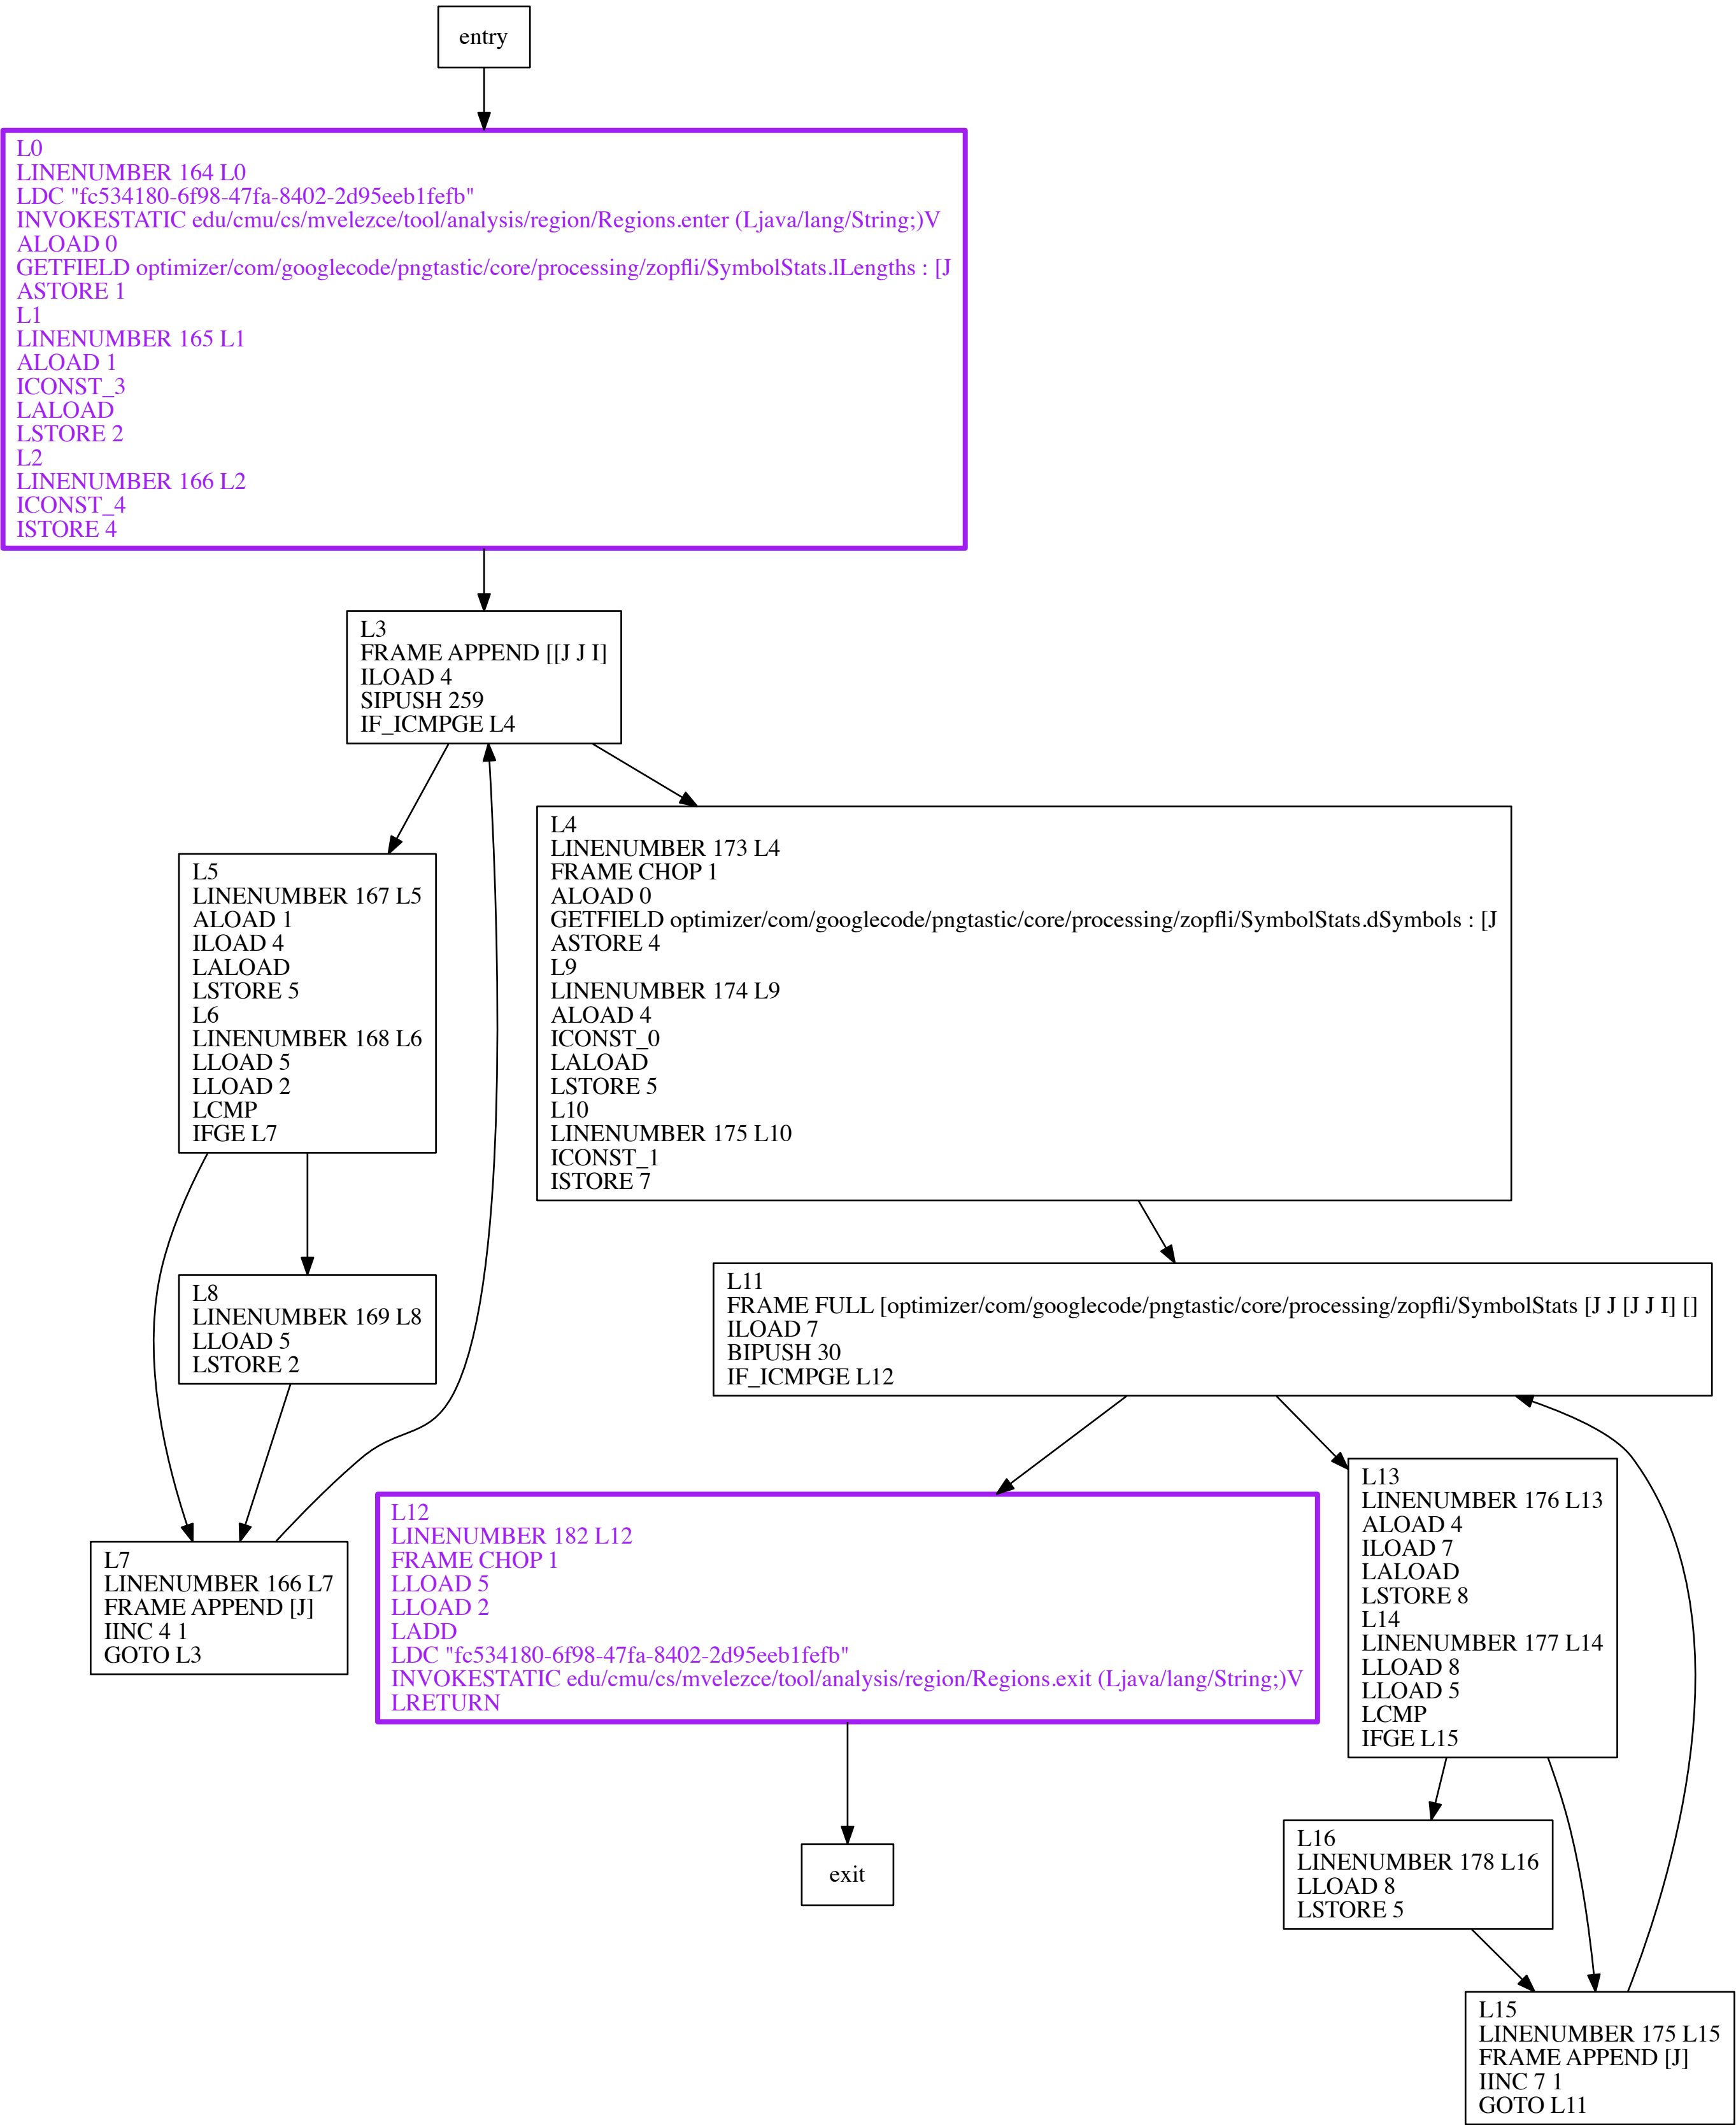 entry
L0
LINENUMBER 164 L0
LDC "fc534180-6f98-47fa-8402-2d95eeb1fefb"
INVOKESTATIC edu/cmu/cs/mvelezce/tool/analysis/region/Regions.enter (Ljava/lang/String;)V
ALOAD 0
GETFIELD optimizer/com/googlecode/pngtastic/core/processing/zopfli/SymbolStats.lLengths : [J
ASTORE 1
L1
LINENUMBER 165 L1
ALOAD 1
ICONST_3
LALOAD
LSTORE 2
L2
LINENUMBER 166 L2
ICONST_4
ISTORE 4
L3
FRAME APPEND [[J J I]
ILOAD 4
SIPUSH 259
IF_ICMPGE L4
L5
LINENUMBER 167 L5
ALOAD 1
ILOAD 4
LALOAD
LSTORE 5
L6
LINENUMBER 168 L6
LLOAD 5
LLOAD 2
LCMP
IFGE L7
L4
LINENUMBER 173 L4
FRAME CHOP 1
ALOAD 0
GETFIELD optimizer/com/googlecode/pngtastic/core/processing/zopfli/SymbolStats.dSymbols : [J
ASTORE 4
L9
LINENUMBER 174 L9
ALOAD 4
ICONST_0
LALOAD
LSTORE 5
L10
LINENUMBER 175 L10
ICONST_1
ISTORE 7
L8
LINENUMBER 169 L8
LLOAD 5
LSTORE 2
L11
FRAME FULL [optimizer/com/googlecode/pngtastic/core/processing/zopfli/SymbolStats [J J [J J I] []
ILOAD 7
BIPUSH 30
IF_ICMPGE L12
L7
LINENUMBER 166 L7
FRAME APPEND [J]
IINC 4 1
GOTO L3
L12
LINENUMBER 182 L12
FRAME CHOP 1
LLOAD 5
LLOAD 2
LADD
LDC "fc534180-6f98-47fa-8402-2d95eeb1fefb"
INVOKESTATIC edu/cmu/cs/mvelezce/tool/analysis/region/Regions.exit (Ljava/lang/String;)V
LRETURN
L13
LINENUMBER 176 L13
ALOAD 4
ILOAD 7
LALOAD
LSTORE 8
L14
LINENUMBER 177 L14
LLOAD 8
LLOAD 5
LCMP
IFGE L15
exit
L16
LINENUMBER 178 L16
LLOAD 8
LSTORE 5
L15
LINENUMBER 175 L15
FRAME APPEND [J]
IINC 7 1
GOTO L11